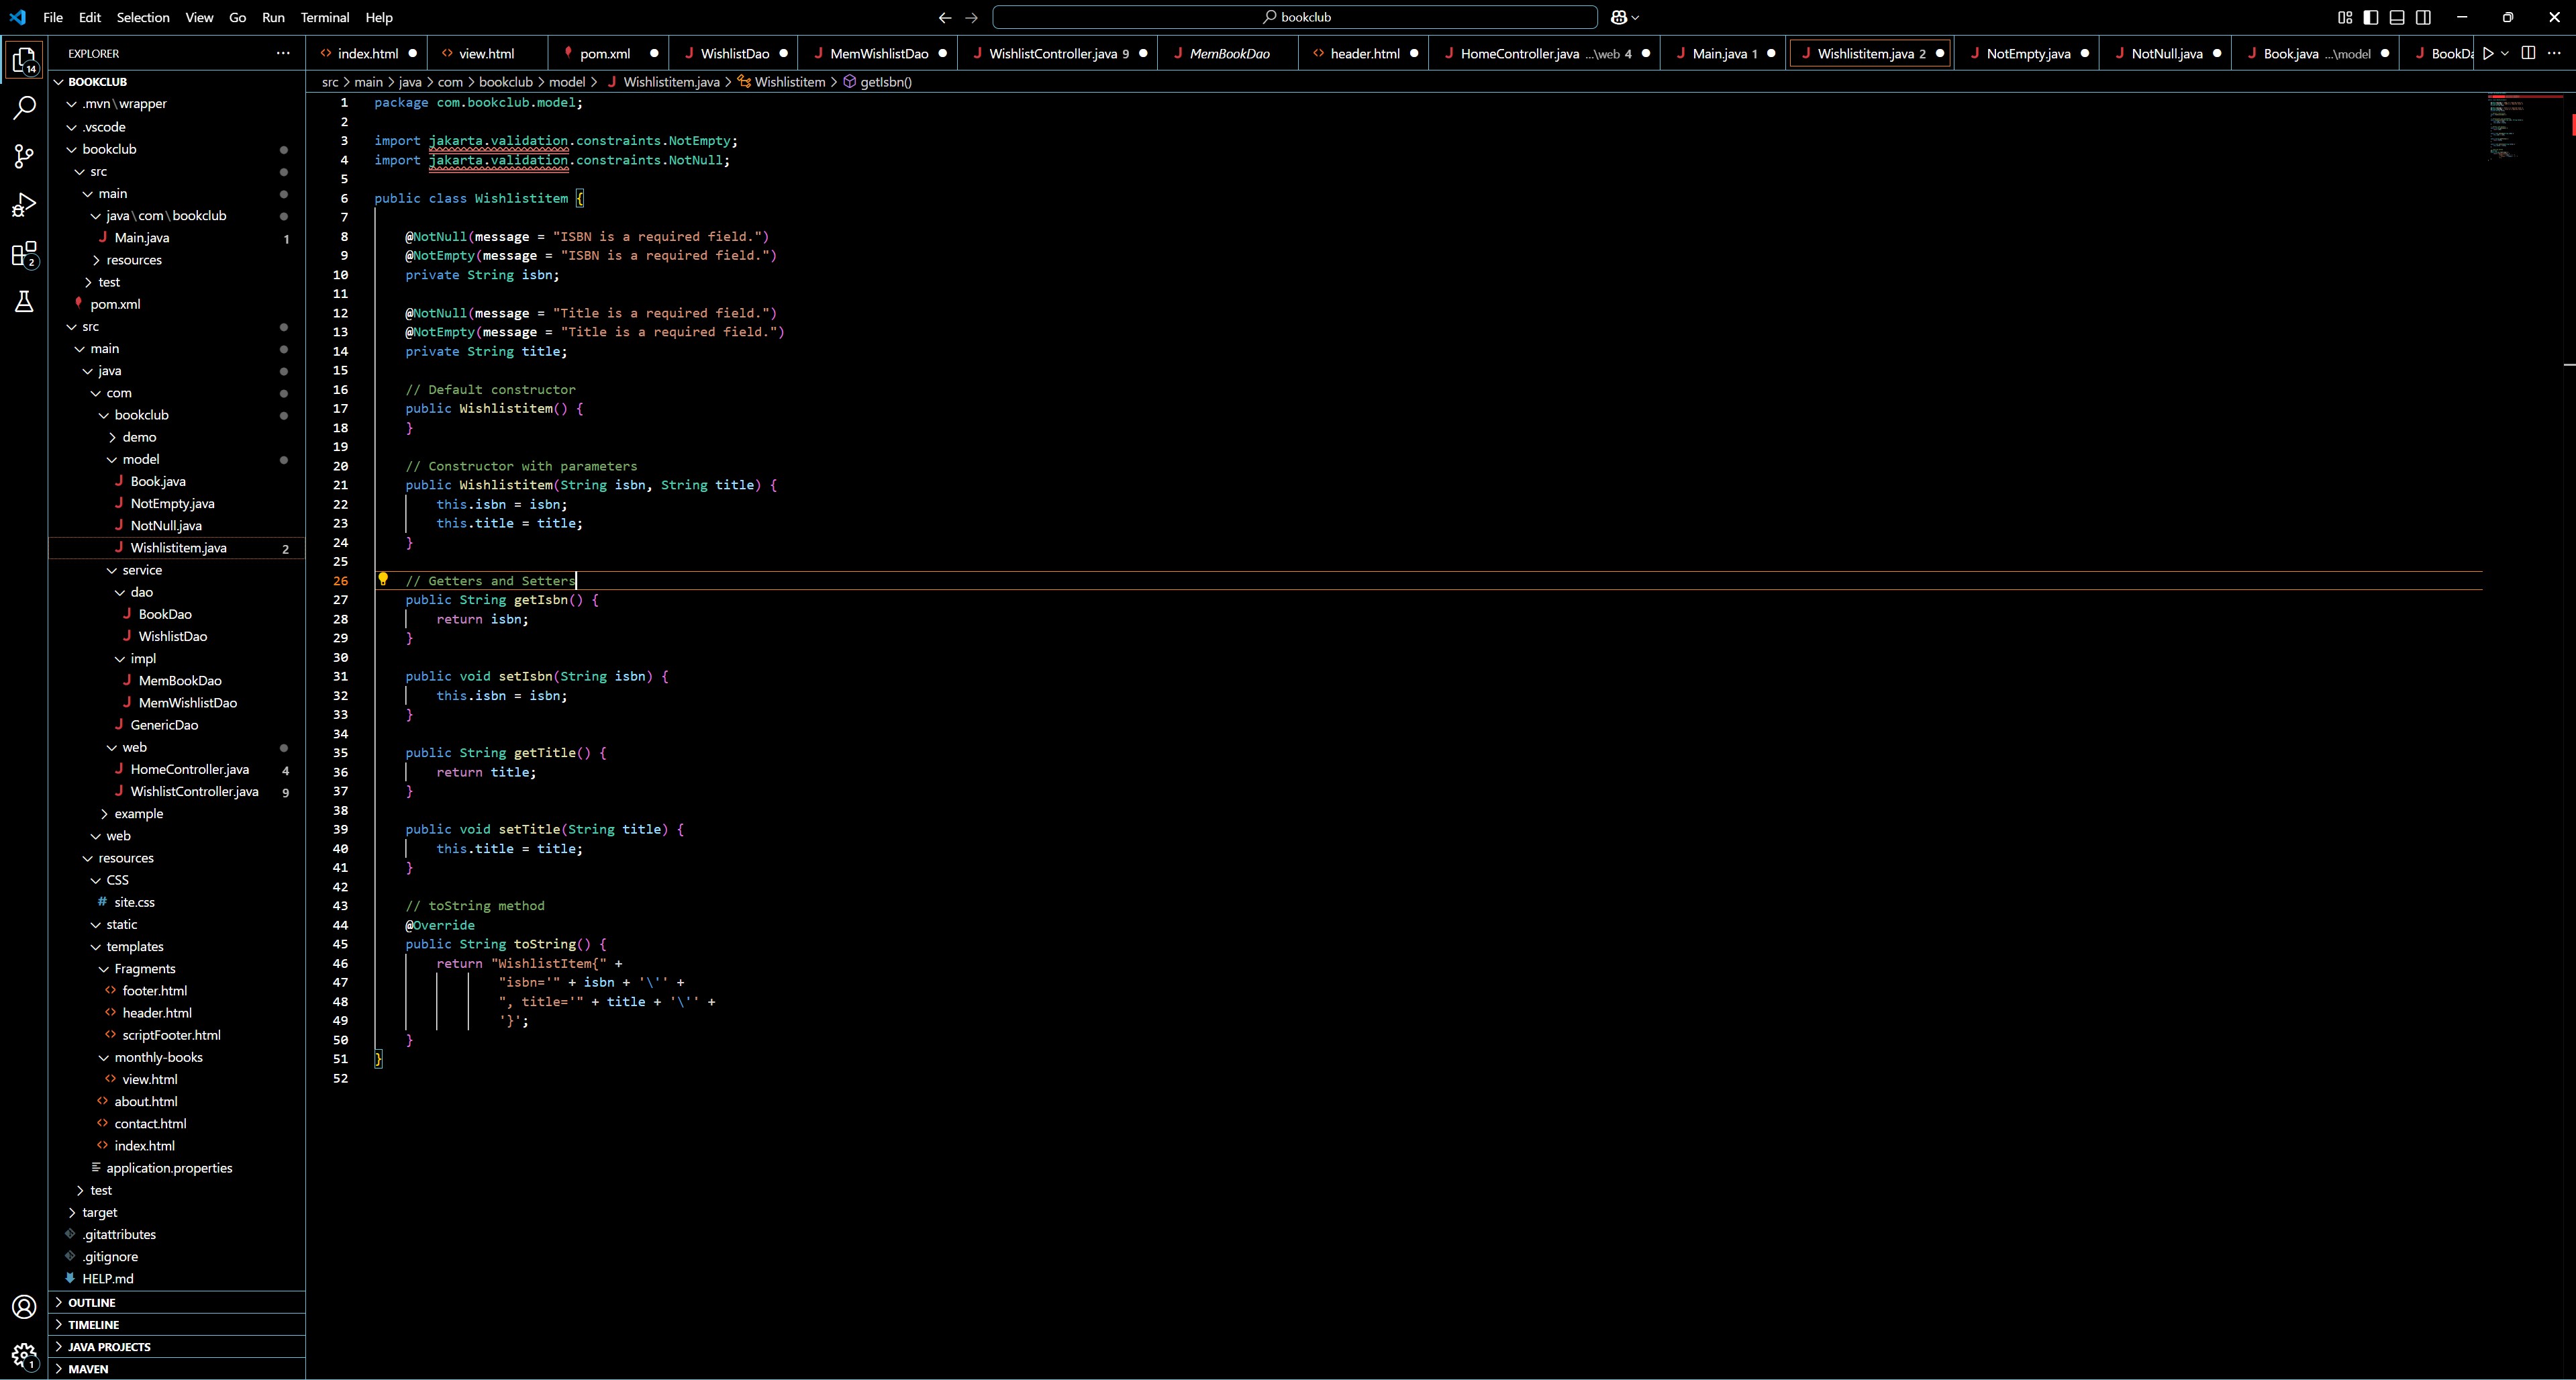 File Edit Selection View Go Run Terminal Help
bookclub
14
EXPLORER
BOOKCLUB
.mvn\wrapper
.vscode
bookclub
src
main
java\com\bookclub
Main.java 1
resources
test
pom.xml
src
main
java
com
bookclub
demo
model
Book.java
NotEmpty.java
NotNull.java
Wishlistitem.java 2
service
dao
BookDao
WishlistDao
impl
MemBookDao
MemWishlistDao
GenericDao
web
HomeController.java 4
WishlistController.java 9
example
web
resources
CSS
site.css
static
templates
Fragments
footer.html
header.html
scriptFooter.html
monthly-books
view.html
about.html
contact.html
index.html
application.properties
test
target
.gitattributes
.gitignore
HELP.md
OUTLINE
TIMELINE
JAVA PROJECTS
MAVEN
2
1
index.html view.html pom.xml WishlistDao MemWishlistDao WishlistController.java 9 MemBookDao header.html HomeController.java ...\web 4 Main.java 1 Wishlistitem.java 2 NotEmpty.java NotNull.java Book.java ...\model BookDa
src > main > java > com > bookclub > model > Wishlistitem.java > Wishlistitem > getIsbn()
1 package com.bookclub.model;
2
3 import jakarta.validation.constraints.NotEmpty;
4 import jakarta.validation.constraints.NotNull;
5
6 public class Wishlistitem {
7
8 @NotNull(message = "ISBN is a required field.")
9 @NotEmpty(message = "ISBN is a required field.")
10 private String isbn;
11
12 @NotNull(message = "Title is a required field.")
13 @NotEmpty(message = "Title is a required field.")
14 private String title;
15
16 // Default constructor
17 public Wishlistitem() {
18 }
19
20 // Constructor with parameters
21 public Wishlistitem(String isbn, String title) {
22 this.isbn = isbn;
23 this.title = title;
24 }
25
26 // Getters and Setters
27 public String getIsbn() {
28 return isbn;
29 }
30
31 public void setIsbn(String isbn) {
32 this.isbn = isbn;
33 }
34
35 public String getTitle() {
36 return title;
37 }
38
39 public void setTitle(String title) {
40 this.title = title;
41 }
42
43 // toString method
44 @Override
45 public String toString() {
46 return "WishlistItem{" +
47 "isbn='" + isbn + '\'' +
48 ", title='" + title + '\'' +
49 '}';
50 }
51 }
52